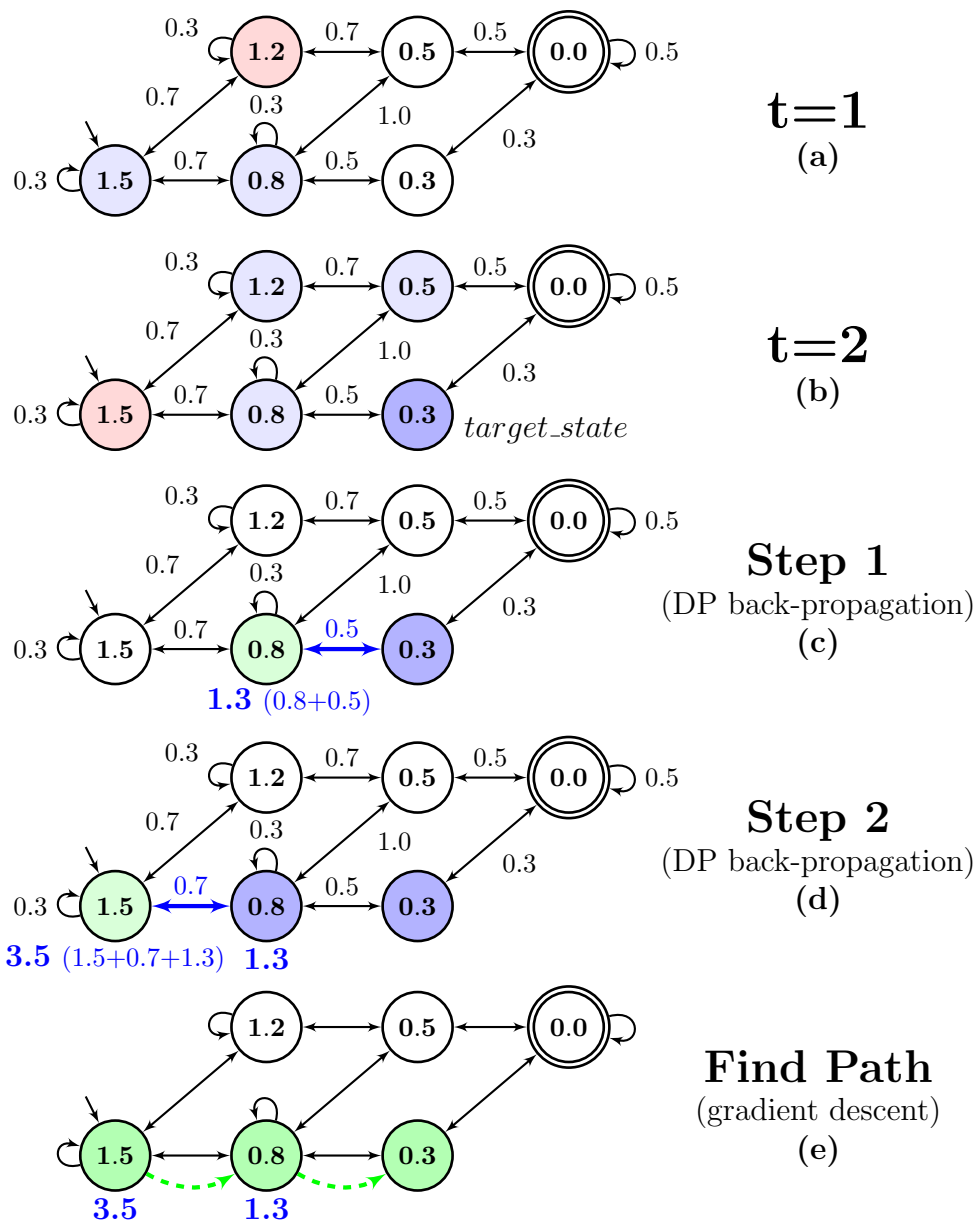 0.3 0.7 0.5
1.2 0.5 0.0 0.5
0.7 0.3 1.0 0.3
t=1
(a)
0.3 1.5 0.7 0.8 0.5 0.3
0.3 0.7 0.5
1.2 0.5 0.0 0.5
0.7 0.3 1.0 0.3
t=2
(b)
0.3 1.5 0.7 0.8 0.5 0.3
target_state
0.3 0.7 0.5
1.2 0.5 0.0 0.5
0.7 0.3 1.0 0.3
Step 1
(DP back-propagation)
(c)
0.3 1.5 0.7 0.8 0.5 0.3
1.3 (0.8+0.5)
0.3 0.7 0.5
1.2 0.5 0.0 0.5
0.7 0.3 1.0 0.3
Step 2
(DP back-propagation)
(d)
0.3 1.5 0.7 0.8 0.5 0.3
3.5 (1.5+0.7+1.3) 1.3
1.2 0.5 0.0
Find Path
(gradient descent)
(e)
1.5 0.8 0.3
3.5 1.3